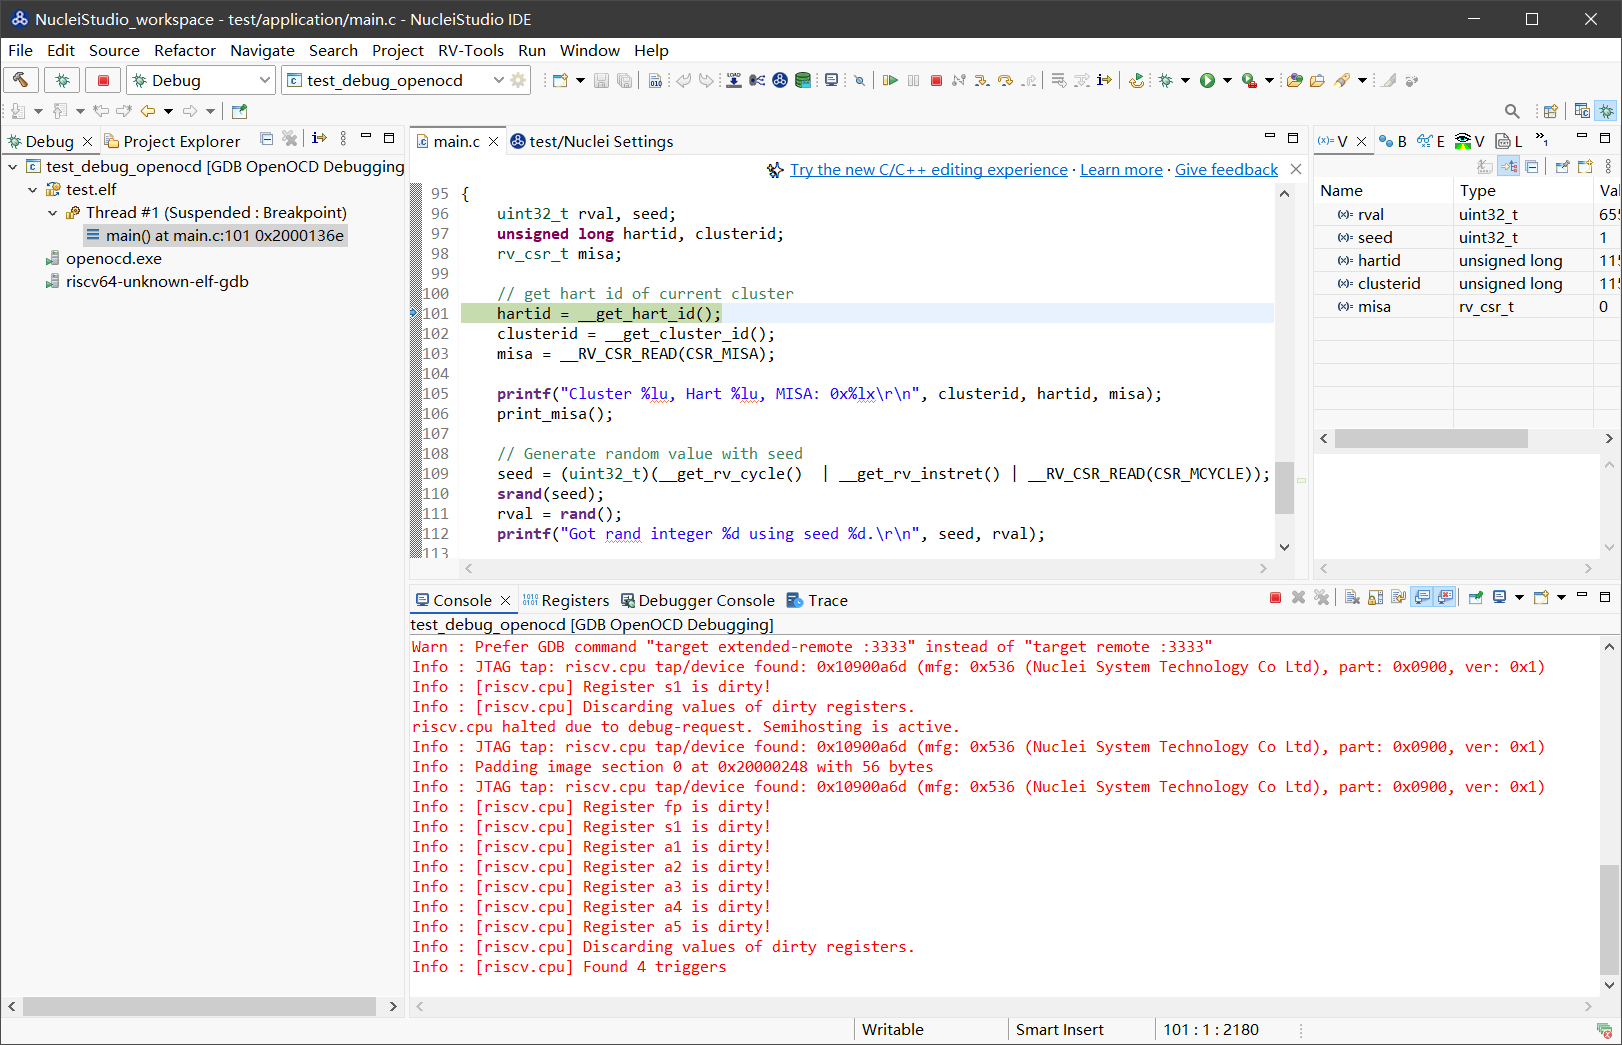 NucleiStudio_workspace - test/application/main.c - NucleiStudio IDE
File Edit Source Refactor Navigate Search Project RV-Tools Run Window Help
Debug test_debug_openocd
Debug Project Explorer
test_debug_openocd [GDB OpenOCD Debugging
test.elf
Thread #1 (Suspended : Breakpoint)
main() at main.c:101 0x2000136e
openocd.exe
riscv64-unknown-elf-gdb
main.c test/Nuclei Settings
Try the new C/C++ editing experience · Learn more · Give feedback
95 {
96 uint32_t rval, seed;
97 unsigned long hartid, clusterid;
98 rv_csr_t misa;
99
100 // get hart id of current cluster
101 hartid = __get_hart_id();
102 clusterid = __get_cluster_id();
103 misa = __RV_CSR_READ(CSR_MISA);
104
105 printf("Cluster %lu, Hart %lu, MISA: 0x%lx\r\n", clusterid, hartid, misa);
106 print_misa();
107
108 // Generate random value with seed
109 seed = (uint32_t)(__get_rv_cycle()  | __get_rv_instret() | __RV_CSR_READ(CSR_MCYCLE));
110 srand(seed);
111 rval = rand();
112 printf("Got rand integer %d using seed %d.\r\n", seed, rval);
113
(x)= V B E V L »1
Name Type Val
(x)= rval uint32_t 655
(x)= seed uint32_t 1
(x)= hartid unsigned long 115
(x)= clusterid unsigned long 115
(x)= misa rv_csr_t 0
Console Registers Debugger Console Trace
test_debug_openocd [GDB OpenOCD Debugging]
Warn : Prefer GDB command "target extended-remote :3333" instead of "target remote :3333"
Info : JTAG tap: riscv.cpu tap/device found: 0x10900a6d (mfg: 0x536 (Nuclei System Technology Co Ltd), part: 0x0900, ver: 0x1)
Info : [riscv.cpu] Register s1 is dirty!
Info : [riscv.cpu] Discarding values of dirty registers.
riscv.cpu halted due to debug-request. Semihosting is active.
Info : JTAG tap: riscv.cpu tap/device found: 0x10900a6d (mfg: 0x536 (Nuclei System Technology Co Ltd), part: 0x0900, ver: 0x1)
Info : Padding image section 0 at 0x20000248 with 56 bytes
Info : JTAG tap: riscv.cpu tap/device found: 0x10900a6d (mfg: 0x536 (Nuclei System Technology Co Ltd), part: 0x0900, ver: 0x1)
Info : [riscv.cpu] Register fp is dirty!
Info : [riscv.cpu] Register s1 is dirty!
Info : [riscv.cpu] Register a1 is dirty!
Info : [riscv.cpu] Register a2 is dirty!
Info : [riscv.cpu] Register a3 is dirty!
Info : [riscv.cpu] Register a4 is dirty!
Info : [riscv.cpu] Register a5 is dirty!
Info : [riscv.cpu] Discarding values of dirty registers.
Info : [riscv.cpu] Found 4 triggers
Writable Smart Insert 101 : 1 : 2180